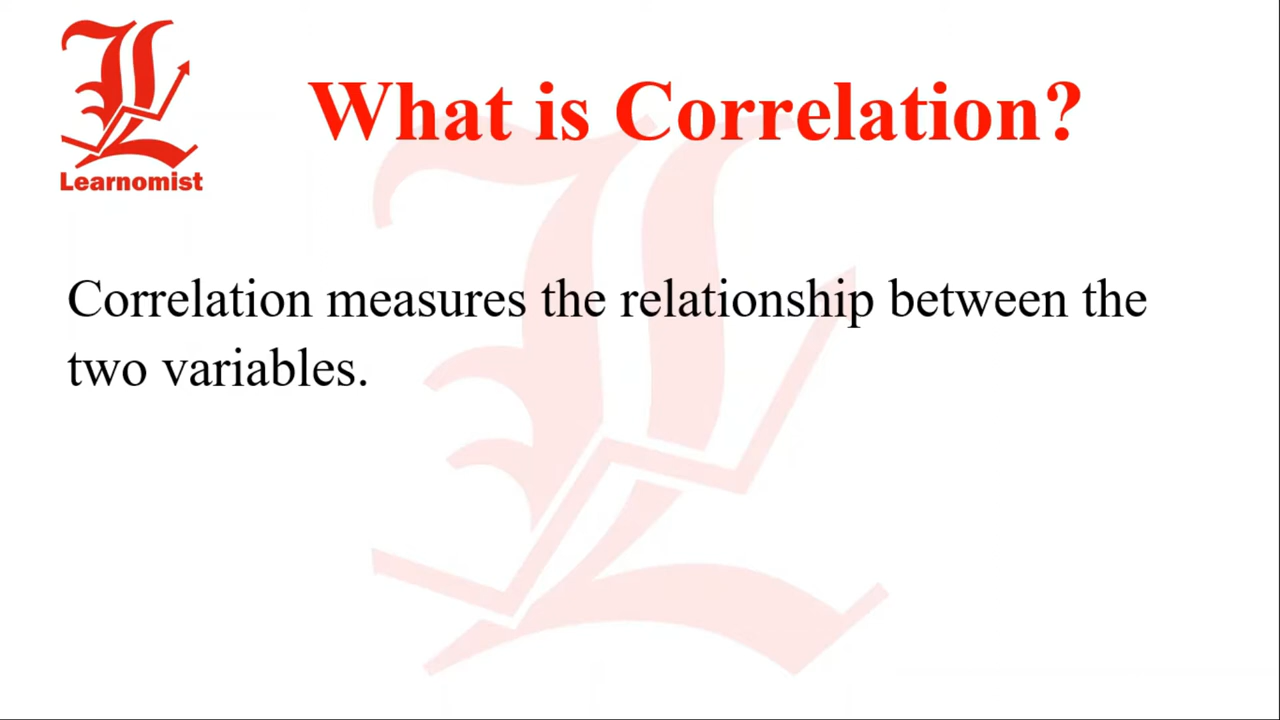 What is Correlation?
Learnomist
Correlation measures the relationship between the
two variables.